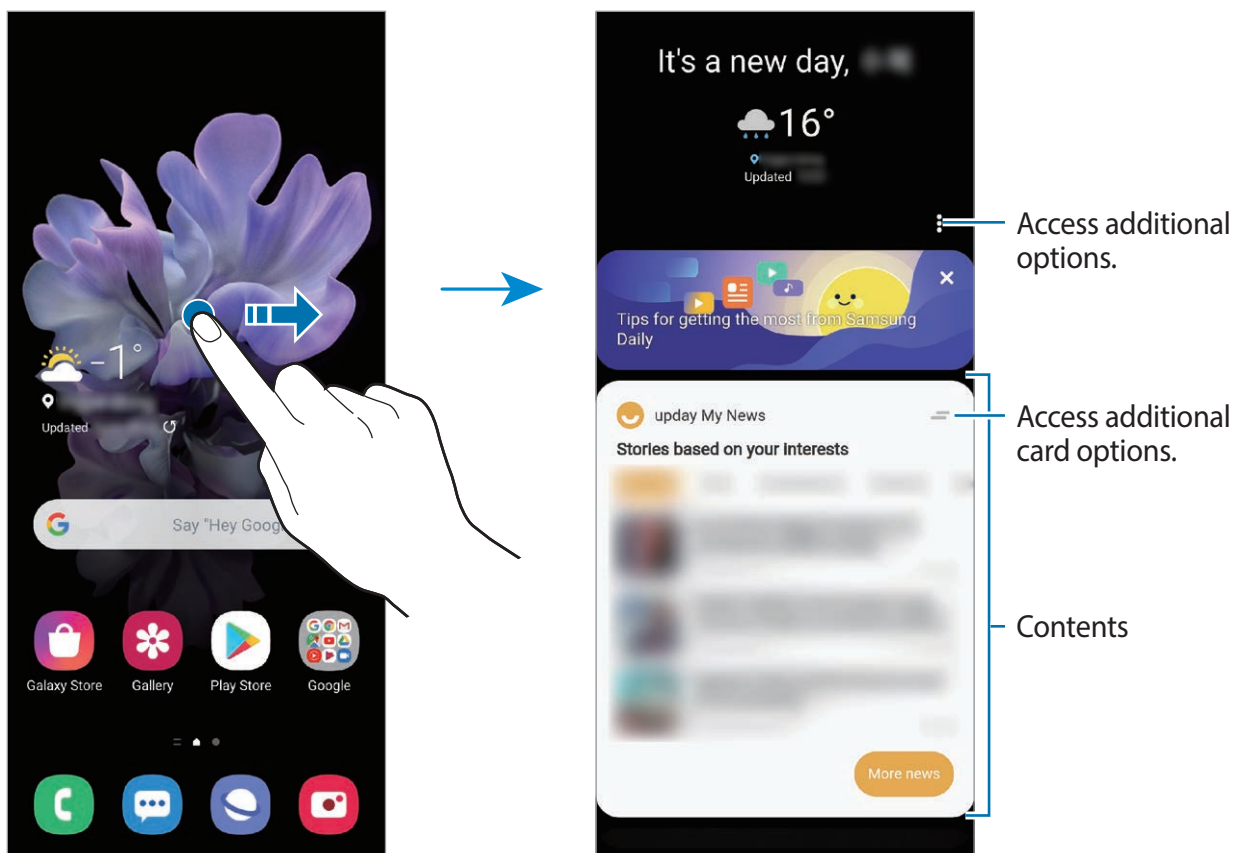 -1°
Updated
Say "Hey Goog
Galaxy Store
Gallery
Play Store
Google
It's a new day,
16°
Updated
Tips for getting the most from Samsung
Daily
upday My News
Stories based on your interests
More news
Access additional
options.
Access additional
card options.
Contents